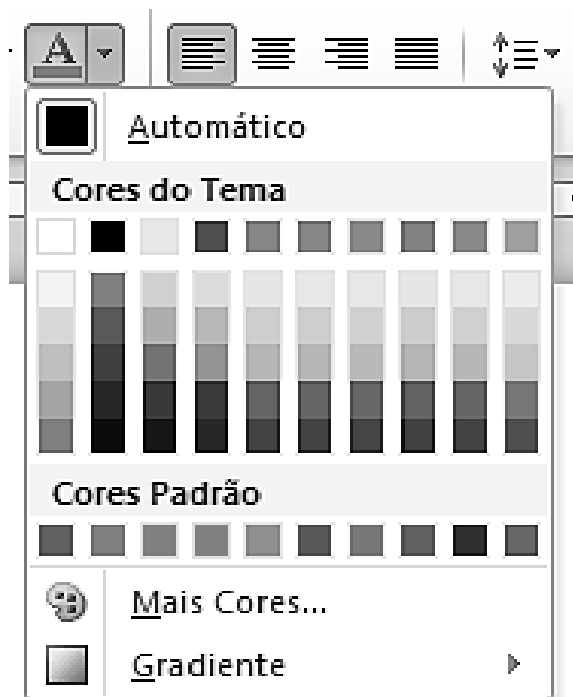 A
Automático
Cores do Tema
Cores Padrão
Mais Cores...
Gradiente